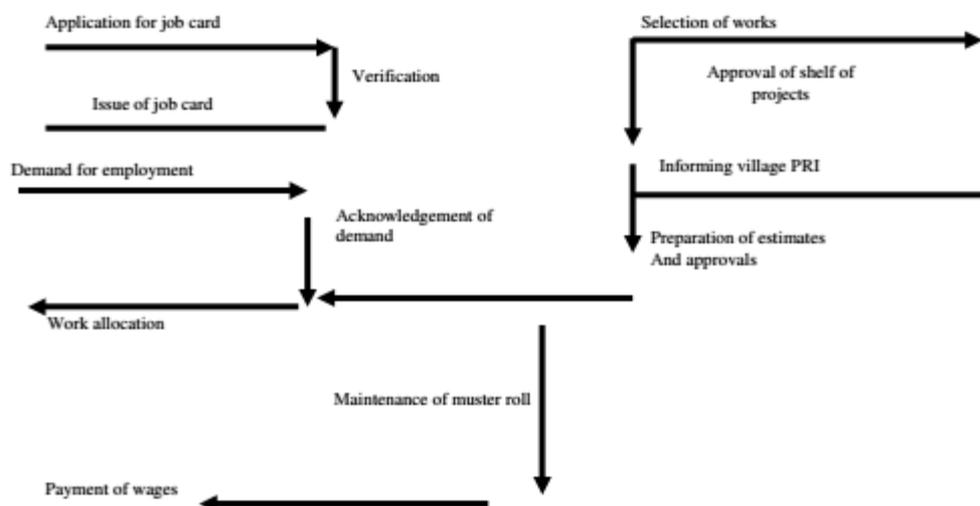 Application for job card
Selection of works
Verification
Approval of shelf of
projects
Issue of job card
Demand for employment
Informing village PRI
Acknowledgement of
demand
Preparation of estimates
And approvals
Work allocation
Maintenance of muster roll
Payment of wages